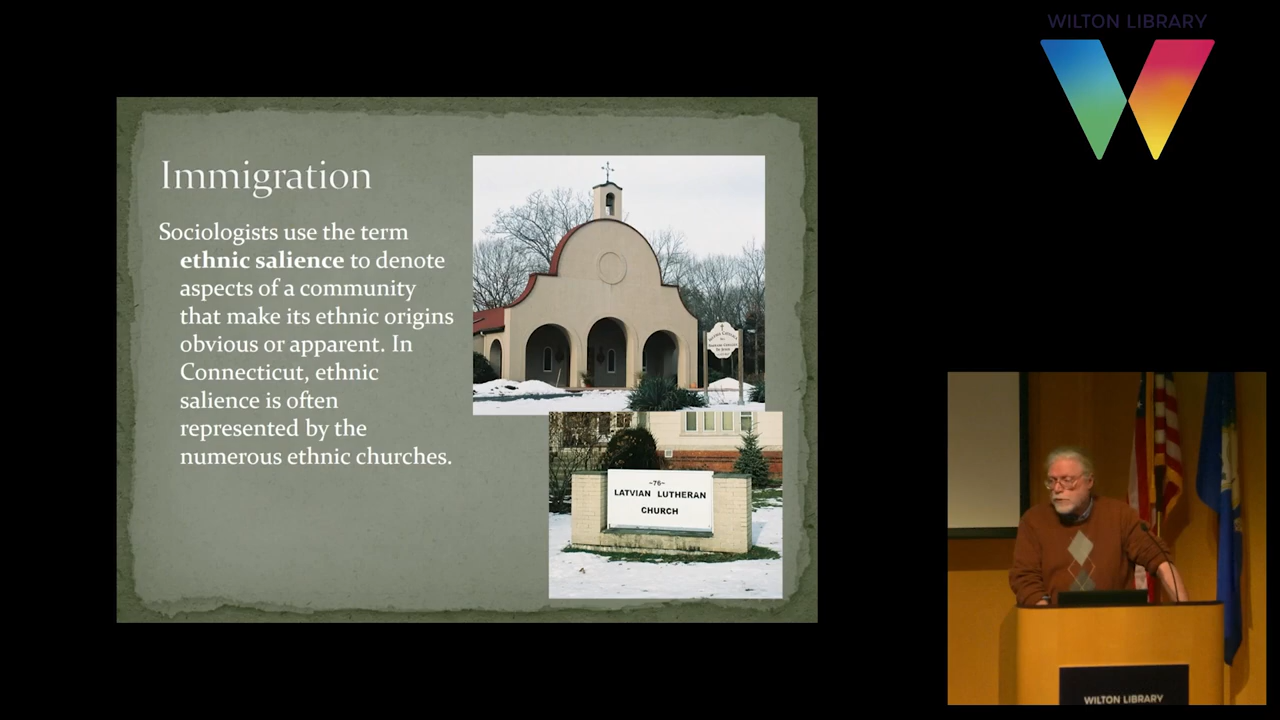 WILTON LIBRARY
Immigration
Sociologists use the term
ethnic salience to denote
aspects of a community
that make its ethnic origins
obvious or apparent. In
Connecticut, ethnic
salience is often
represented by the
numerous ethnic churches.
~76~
LATVIAN LUTHERAN
CHURCH
WILTON LIBRARY